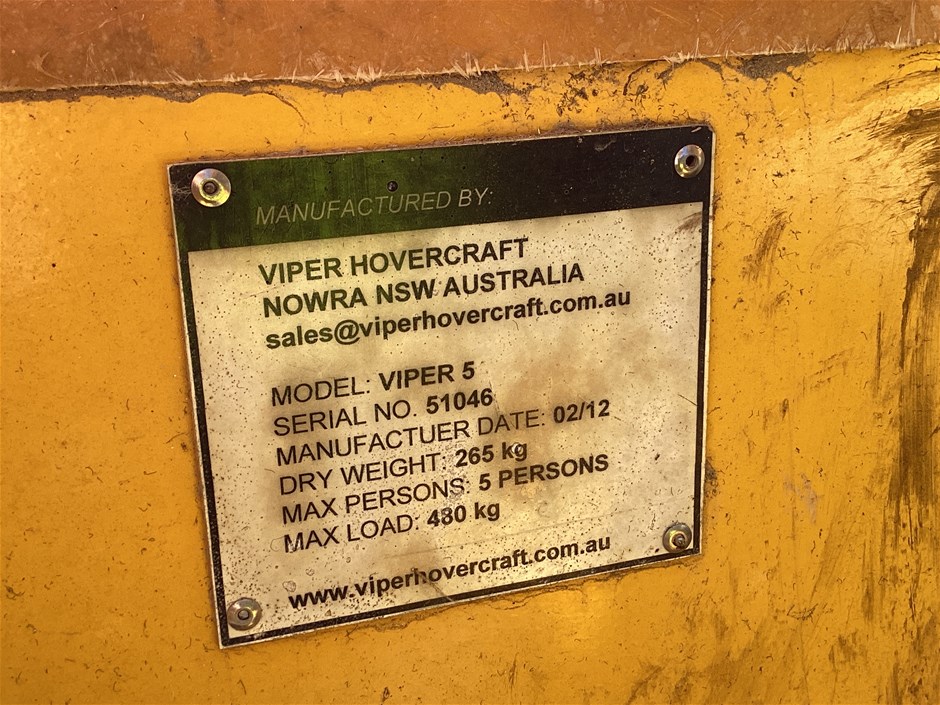 MANUFACTURED BY:
VIPER HOVERCRAFT
NOWRA NSW AUSTRALIA
sales@viperhovercraft.com.au
MODEL: VIPER 5
SERIAL NO. 51046
MANUFACTUER DATE: 02/12
DRY WEIGHT: 265 kg
MAX PERSONS: 5 PERSONS
MAX LOAD: 480 kg
www.viperhovercraft.com.au